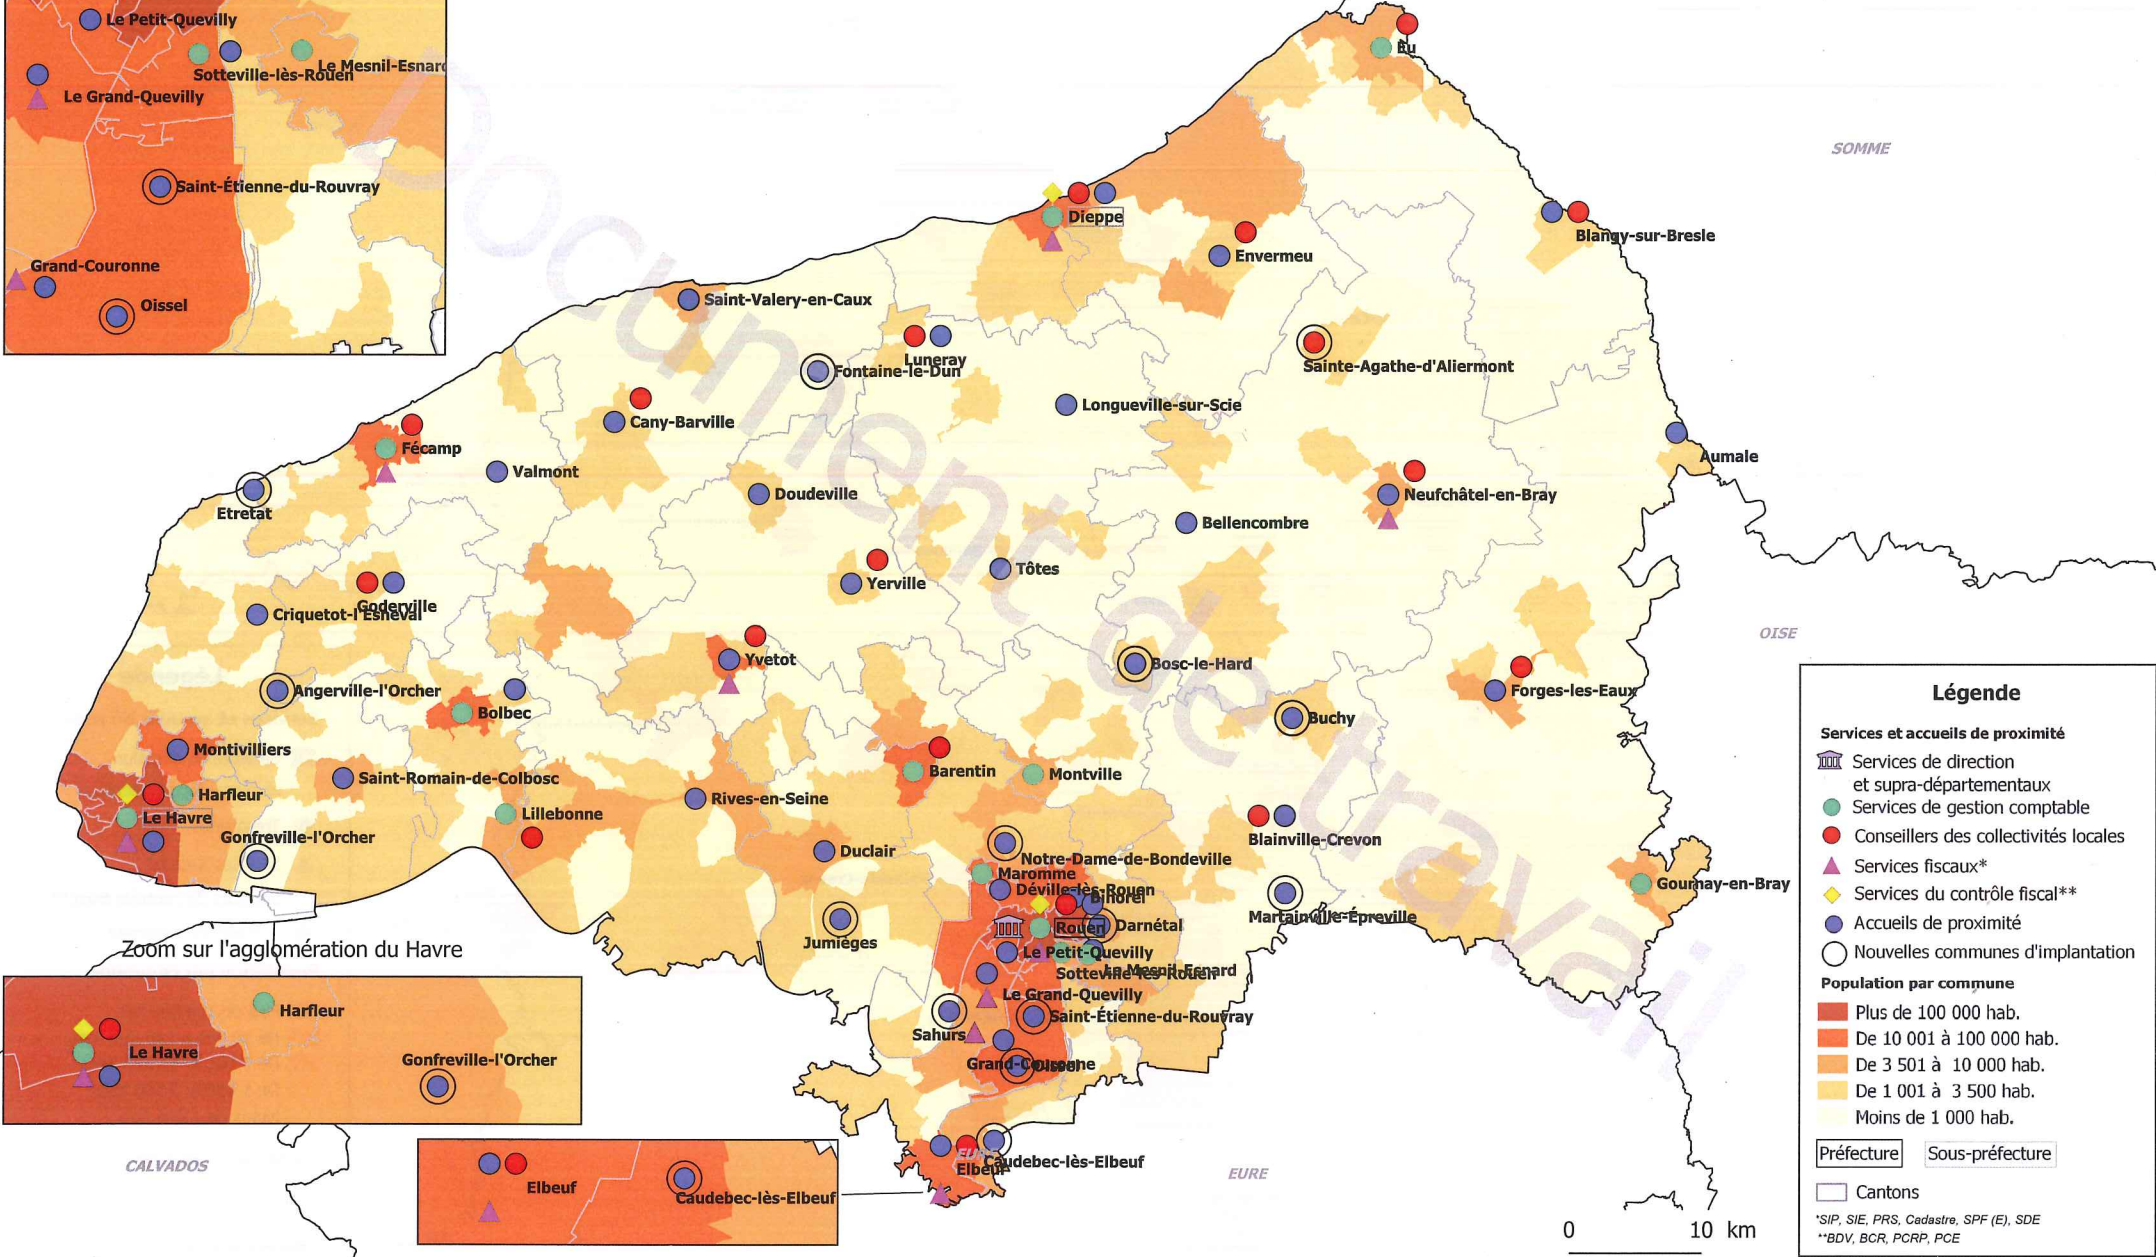 Le Petit-Quevilly
Sotteville-lès-Rouen
Le Mesnil-Esnard
Le Grand-Quevilly
Saint-Étienne-du-Rouvray
Grand-Couronne
Oissel
Document de travail
Eu
SOMME
Dieppe
Blangy-sur-Bresle
Envermeu
Saint-Valery-en-Caux
Luneray
Fontaine-le-Dun
Sainte-Agathe-d'Aliermont
Longueville-sur-Scie
Cany-Barville
Fécamp
Aumale
Valmont
Doudeville
Neufchâtel-en-Bray
Etretat
Bellencombre
Tôtes
Yerville
Goderville
Criquetot-l'Esneval
OISE
Yvetot
Bosc-le-Hard
Angerville-l'Orcher
Forges-les-Eaux
Bolbec
Buchy
Montivilliers
Barentin
Montville
Saint-Romain-de-Colbosc
Harfleur
Rives-en-Seine
Lillebonne
Le Havre
Gonfreville-l'Orcher
Blainville-Crevon
Duclair
Notre-Dame-de-Bondeville
Maromme
Gournay-en-Bray
Déville-lès-Rouen
Bihorel
Martainville-Épreville
Darnétal
Rouen
Jumièges
Le Petit-Quevilly
Le Mesnil-Esnard
Sotteville-lès-Rouen
Le Grand-Quevilly
Saint-Étienne-du-Rouvray
Sahurs
Grand-Couronne
Oissel
EURE
Caudebec-lès-Elbeuf
Elbeuf
EURE
Zoom sur l'agglomération du Havre
Harfleur
Le Havre
Gonfreville-l'Orcher
CALVADOS
Elbeuf
Caudebec-lès-Elbeuf
0 10 km
Légende
Services et accueils de proximité
Services de direction
et supra-départementaux
Services de gestion comptable
Conseillers des collectivités locales
Services fiscaux*
Services du contrôle fiscal**
Accueils de proximité
Nouvelles communes d'implantation
Population par commune
Plus de 100 000 hab.
De 10 001 à 100 000 hab.
De 3 501 à 10 000 hab.
De 1 001 à 3 500 hab.
Moins de 1 000 hab.
Préfecture Sous-préfecture
Cantons
*SIP, SIE, PRS, Cadastre, SPF (E), SDE
**BDV, BCR, PCRP, PCE